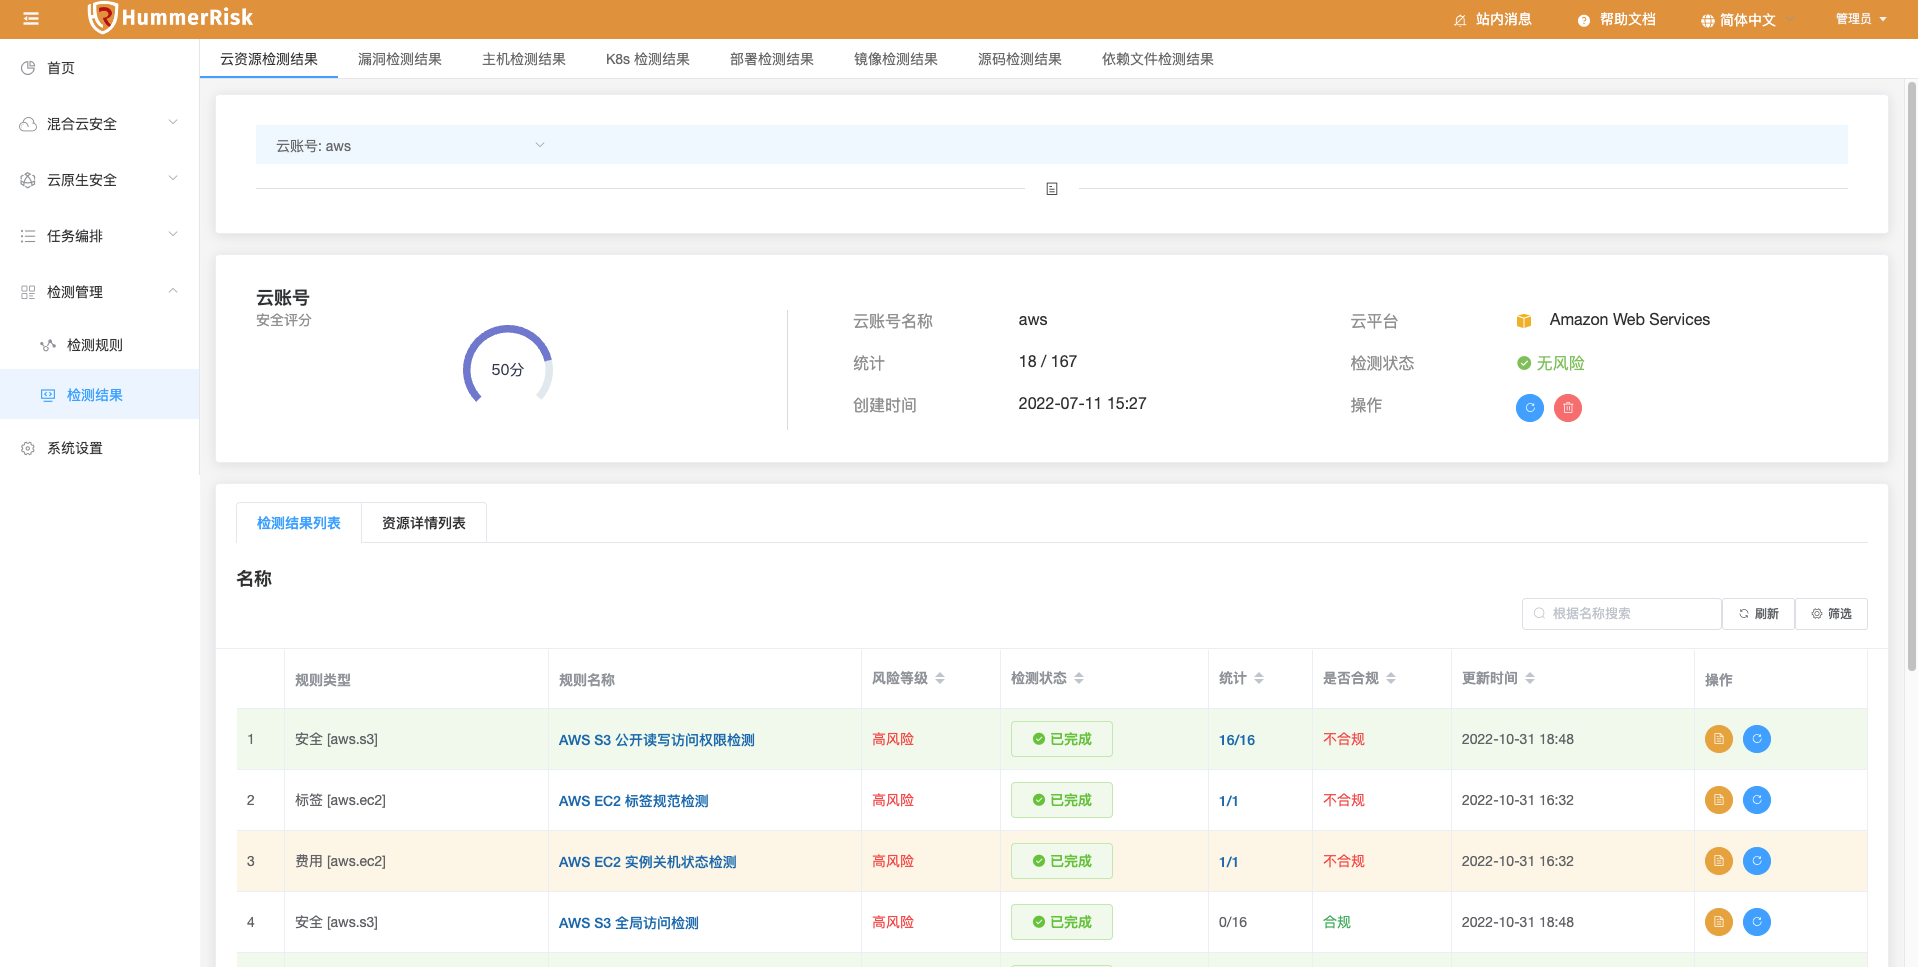 HummerRisk
站内消息
帮助文档
简体中文
管理员
首页
混合云安全
云原生安全
任务编排
检测管理
检测规则
检测结果
系统设置
云资源检测结果
漏洞检测结果
主机检测结果
K8s 检测结果
部署检测结果
镜像检测结果
源码检测结果
依赖文件检测结果
云账号: aws
云账号
安全评分
50分
云账号名称 aws
云平台 Amazon Web Services
统计 18 / 167
检测状态 无风险
创建时间 2022-07-11 15:27
操作
检测结果列表 资源详情列表
名称
根据名称搜索 刷新 筛选
规则类型 规则名称 风险等级 检测状态 统计 是否合规 更新时间 操作
1 安全 [aws.s3] AWS S3 公开读写访问权限检测 高风险 已完成 16/16 不合规 2022-10-31 18:48
2 标签 [aws.ec2] AWS EC2 标签规范检测 高风险 已完成 1/1 不合规 2022-10-31 16:32
3 费用 [aws.ec2] AWS EC2 实例关机状态检测 高风险 已完成 1/1 不合规 2022-10-31 16:32
4 安全 [aws.s3] AWS S3 全局访问检测 高风险 已完成 0/16 合规 2022-10-31 18:48